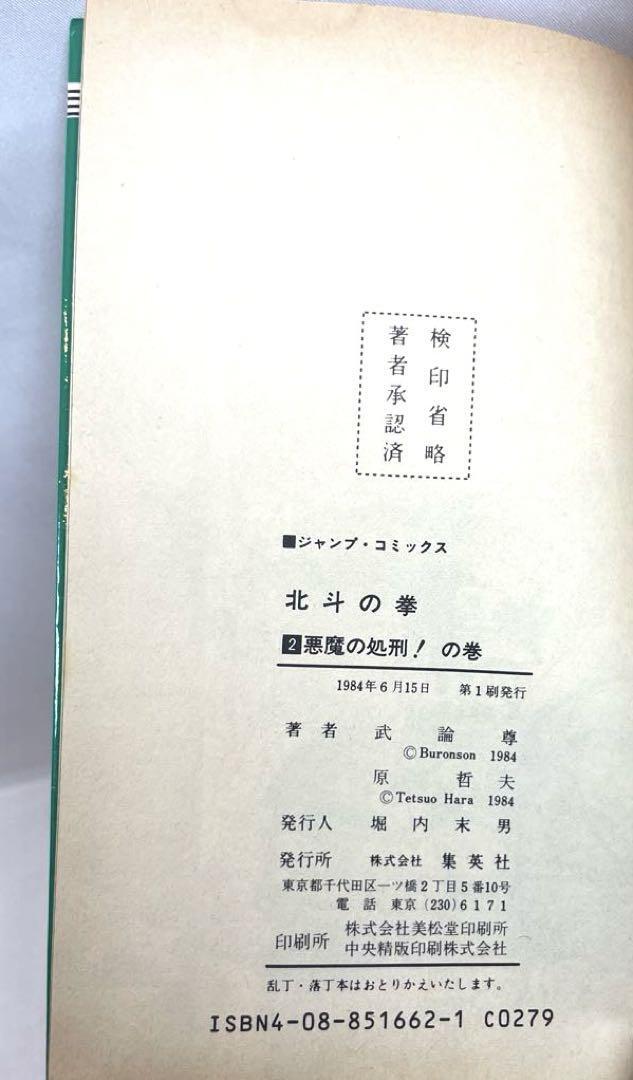 検印省略
著者承認済
■ジャンプ・コミックス
北斗の拳
2悪魔の処刑！の巻
1984年6月15日 第1刷発行
著者 武論尊
©Buronson 1984
原哲夫
©Tetsuo Hara 1984
発行人 堀内末男
発行所 株式会社 集英社
東京都千代田区一ツ橋2丁目5番10号
電話 東京(230)6171
印刷所 株式会社美松堂印刷所
中央精版印刷株式会社
乱丁・落丁本はおとりかえいたします。
ISBN4-08-851662-1 C0279